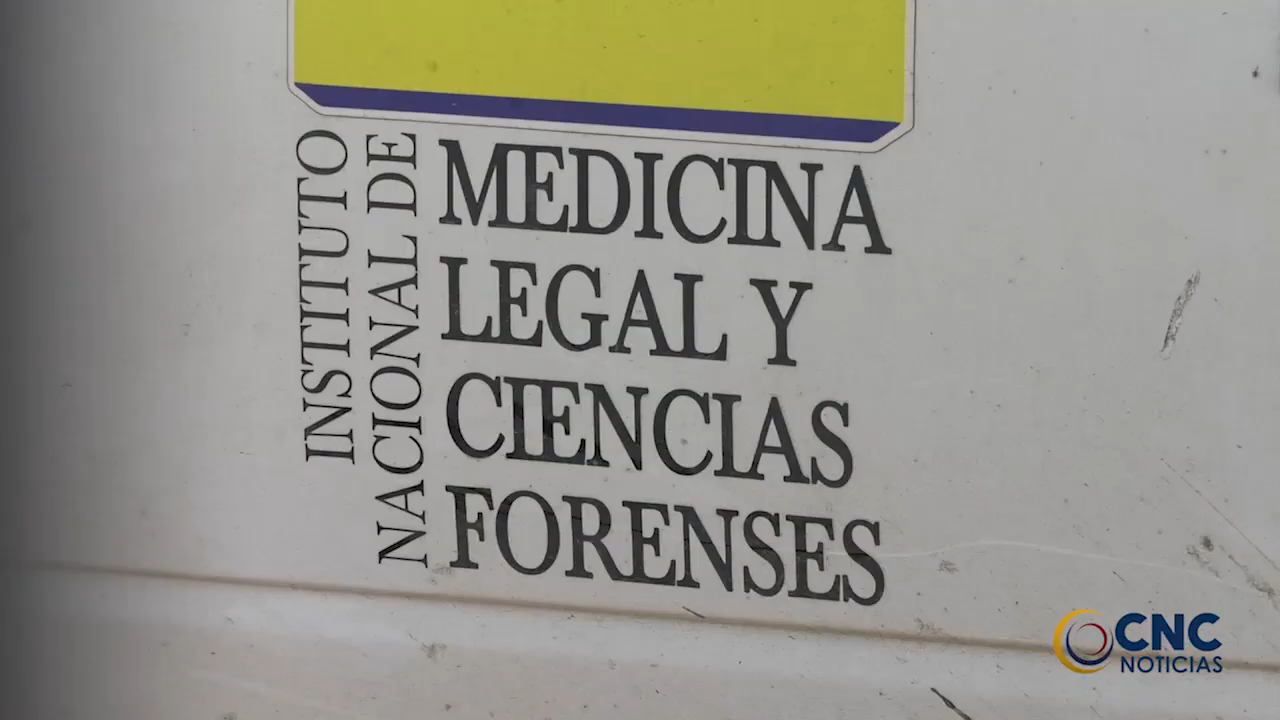 INSTITUTO
NACIONAL DE
MEDICINA
LEGAL Y
CIENCIAS
FORENSES
CNC
NOTICIAS